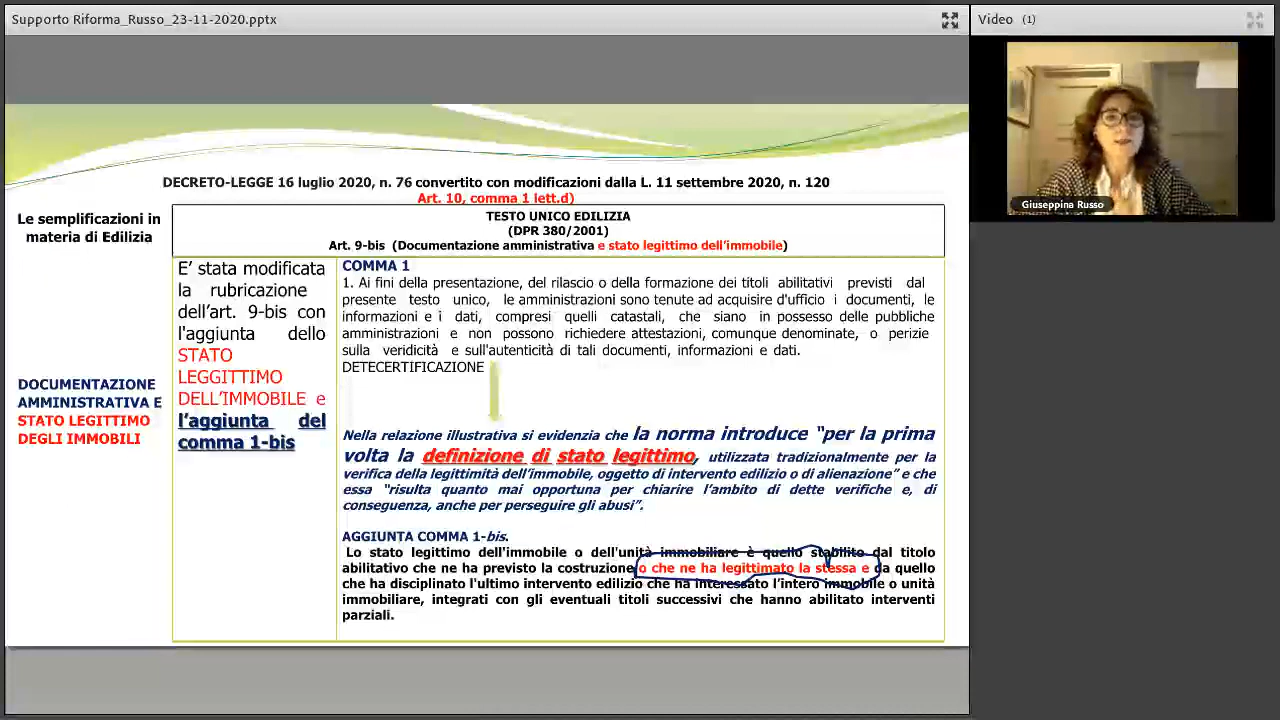 Supporto Riforma_Russo_23-11-2020.pptx
Video (1)
Giuseppina Russo
DECRETO-LEGGE 16 luglio 2020, n. 76 convertito con modificazioni dalla L. 11 settembre 2020, n. 120
Art. 10, comma 1 lett.d)
Le semplificazioni in
materia di Edilizia
TESTO UNICO EDILIZIA
(DPR 380/2001)
Art. 9-bis (Documentazione amministrativa e stato legittimo dell’immobile)
DOCUMENTAZIONE
AMMINISTRATIVA E
STATO LEGITTIMO
DEGLI IMMOBILI
E’ stata modificata
la rubricazione
dell’art. 9-bis con
l'aggiunta dello
STATO
LEGGITTIMO
DELL’IMMOBILE e
l’aggiunta del
comma 1-bis
COMMA 1
1. Ai fini della presentazione, del rilascio o della formazione dei titoli abilitativi previsti dal
presente testo unico, le amministrazioni sono tenute ad acquisire d'ufficio i documenti, le
informazioni e i dati, compresi quelli catastali, che siano in possesso delle pubbliche
amministrazioni e non possono richiedere attestazioni, comunque denominate, o perizie
sulla veridicità e sull'autenticità di tali documenti, informazioni e dati.
DETECERTIFICAZIONE
Nella relazione illustrativa si evidenzia che la norma introduce “per la prima
volta la definizione di stato legittimo, utilizzata tradizionalmente per la
verifica della legittimità dell’immobile, oggetto di intervento edilizio o di alienazione” e che
essa “risulta quanto mai opportuna per chiarire l’ambito di dette verifiche e, di
conseguenza, anche per perseguire gli abusi”.
AGGIUNTA COMMA 1-bis.
Lo stato legittimo dell'immobile o dell'unità immobiliare è quello stabilito dal titolo
abilitativo che ne ha previsto la costruzione o che ne ha legittimato la stessa e da quello
che ha disciplinato l'ultimo intervento edilizio che ha interessato l’intero immobile o unità
immobiliare, integrati con gli eventuali titoli successivi che hanno abilitato interventi
parziali.